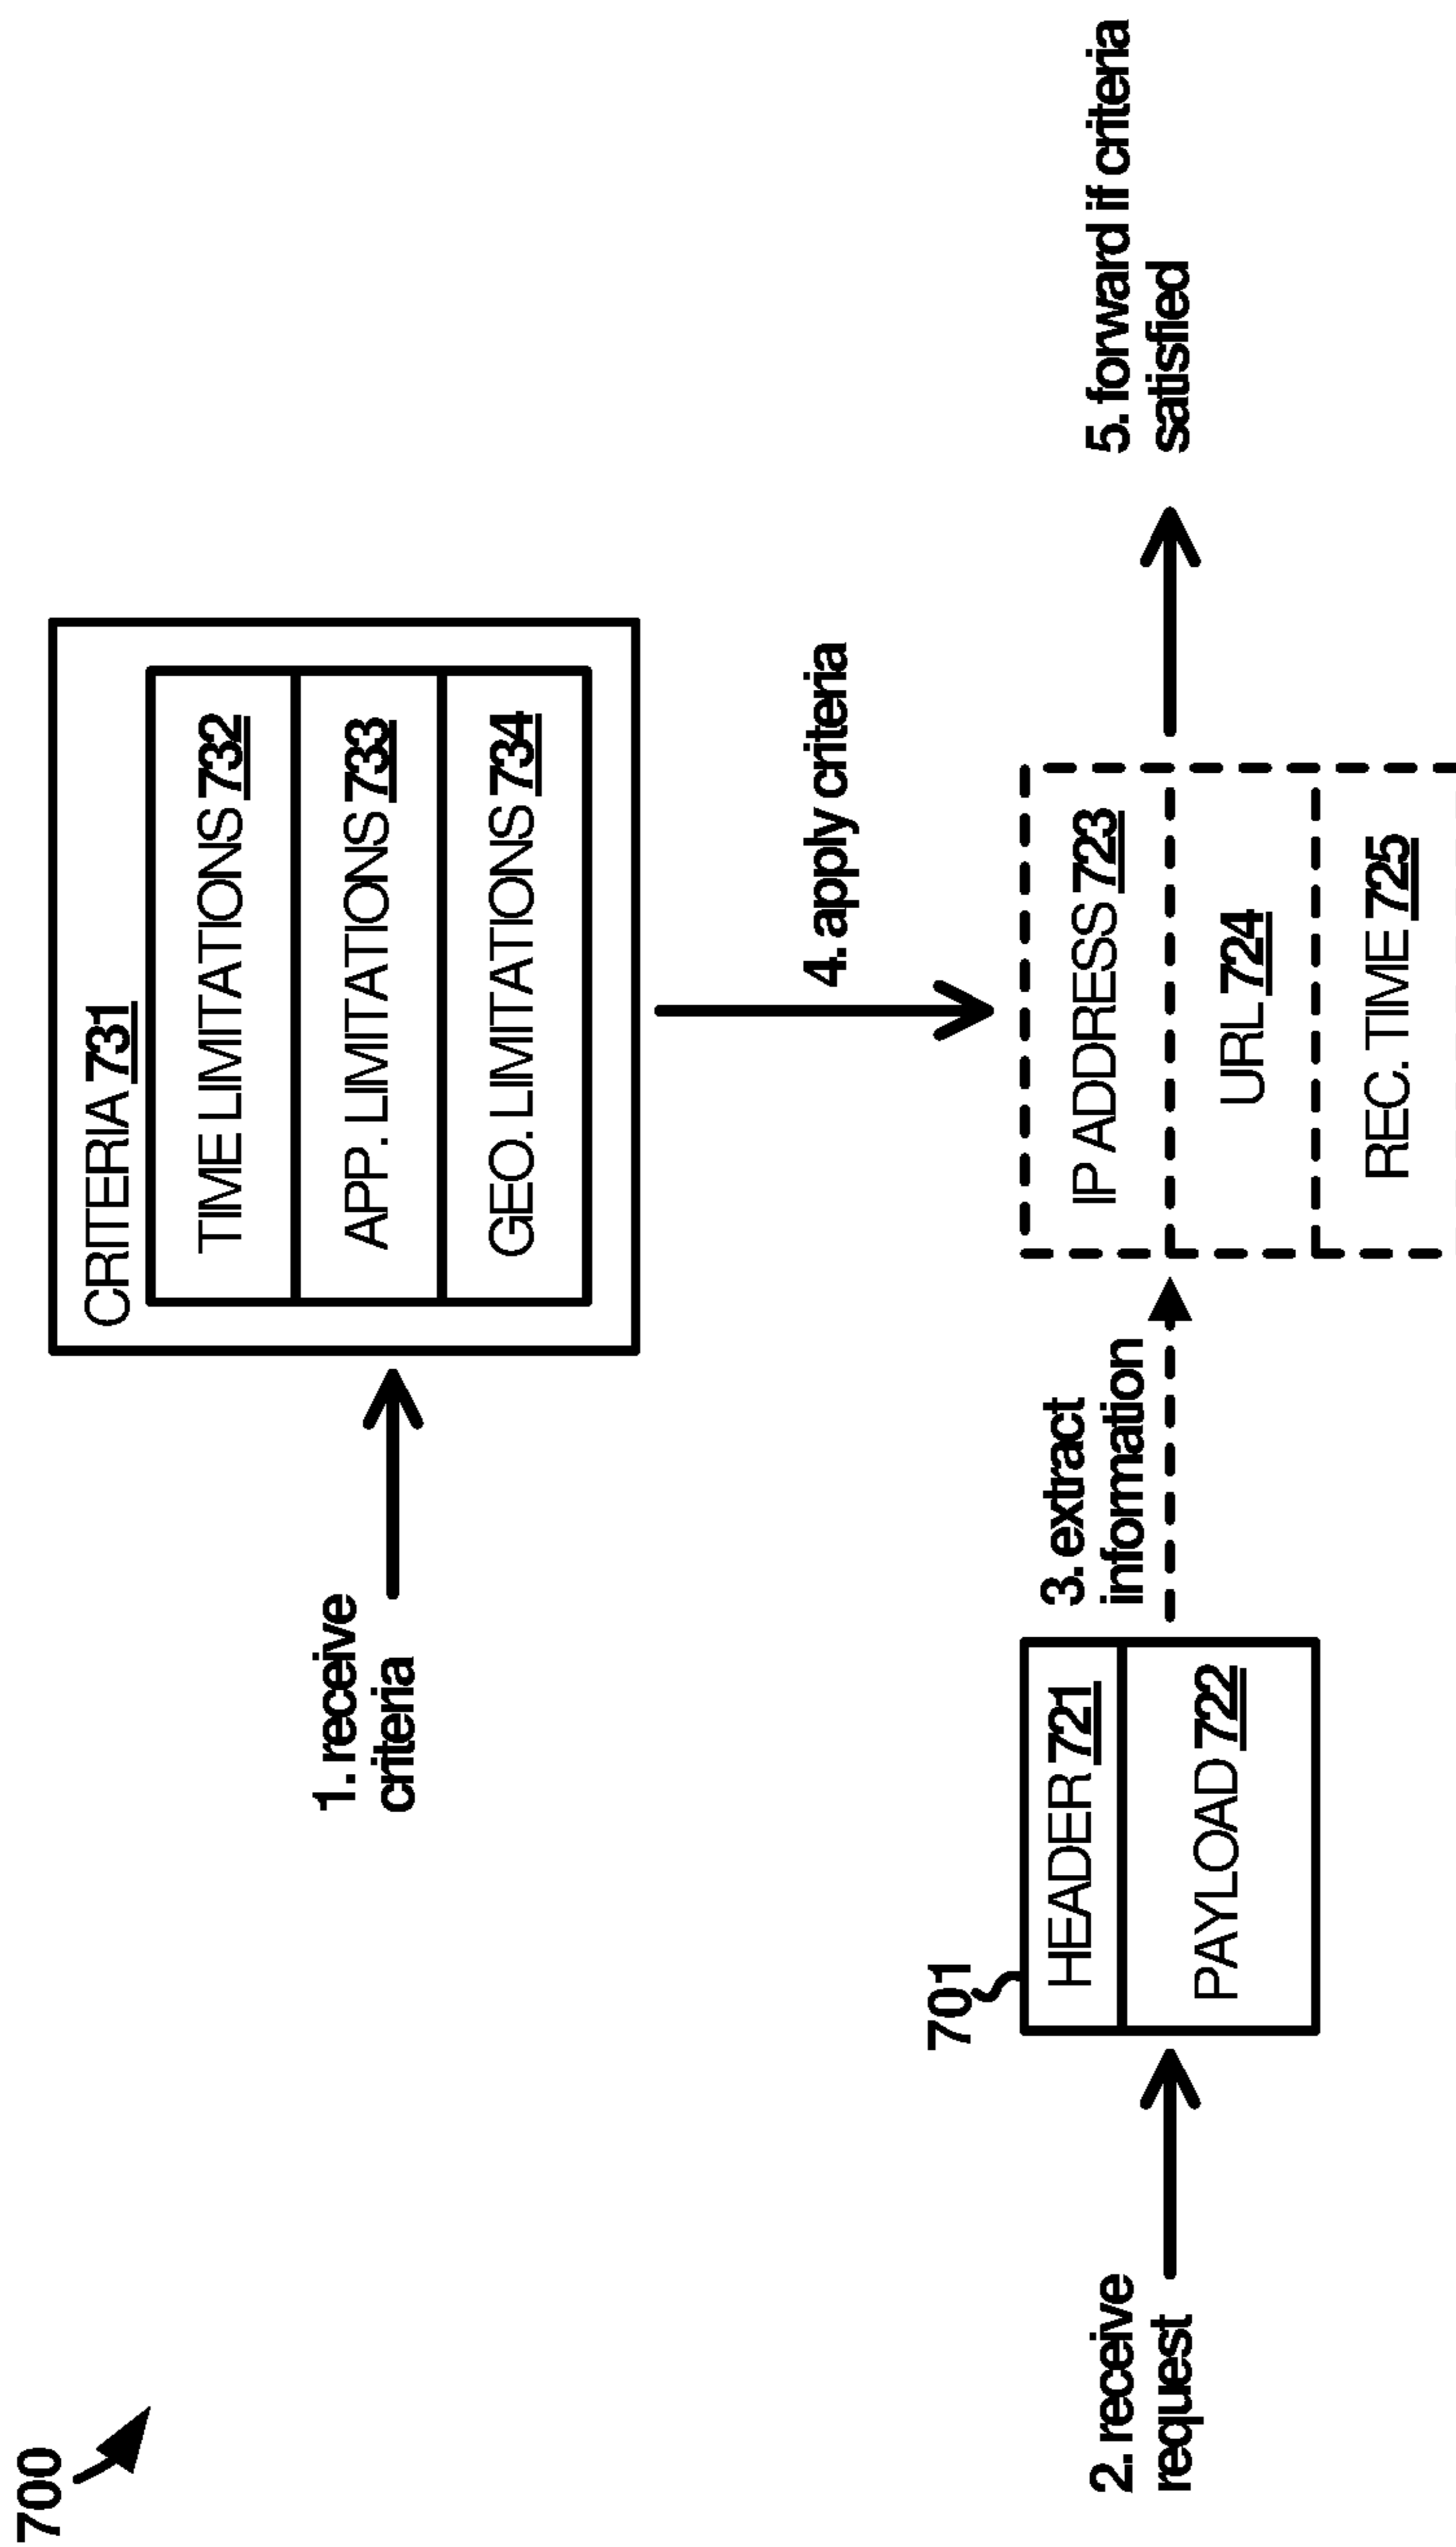 700
CRITERIA 731
TIME LIMITATIONS 732
APP. LIMITATIONS 733
GEO. LIMITATIONS 734
1. receive
criteria
4. apply criteria
701
2. receive
request
HEADER 721
PAYLOAD 722
3. extract
information
IP ADDRESS 723
URL 724
REC. TIME 725
5. forward if criteria
satisfied